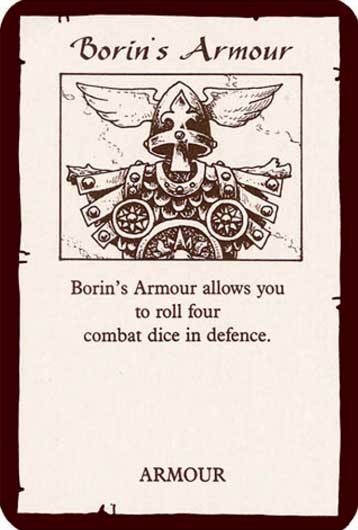 Borin's Armour
Borin's Armour allows you
to roll four
combat dice in defence.
ARMOUR